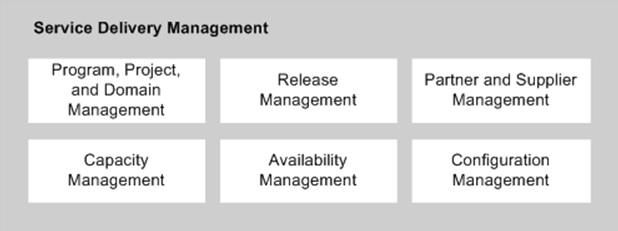 Service Delivery Management
Program, Project,
and Domain
Management
Release
Management
Partner and Supplier
Management
Capacity
Management
Availability
Management
Configuration
Management